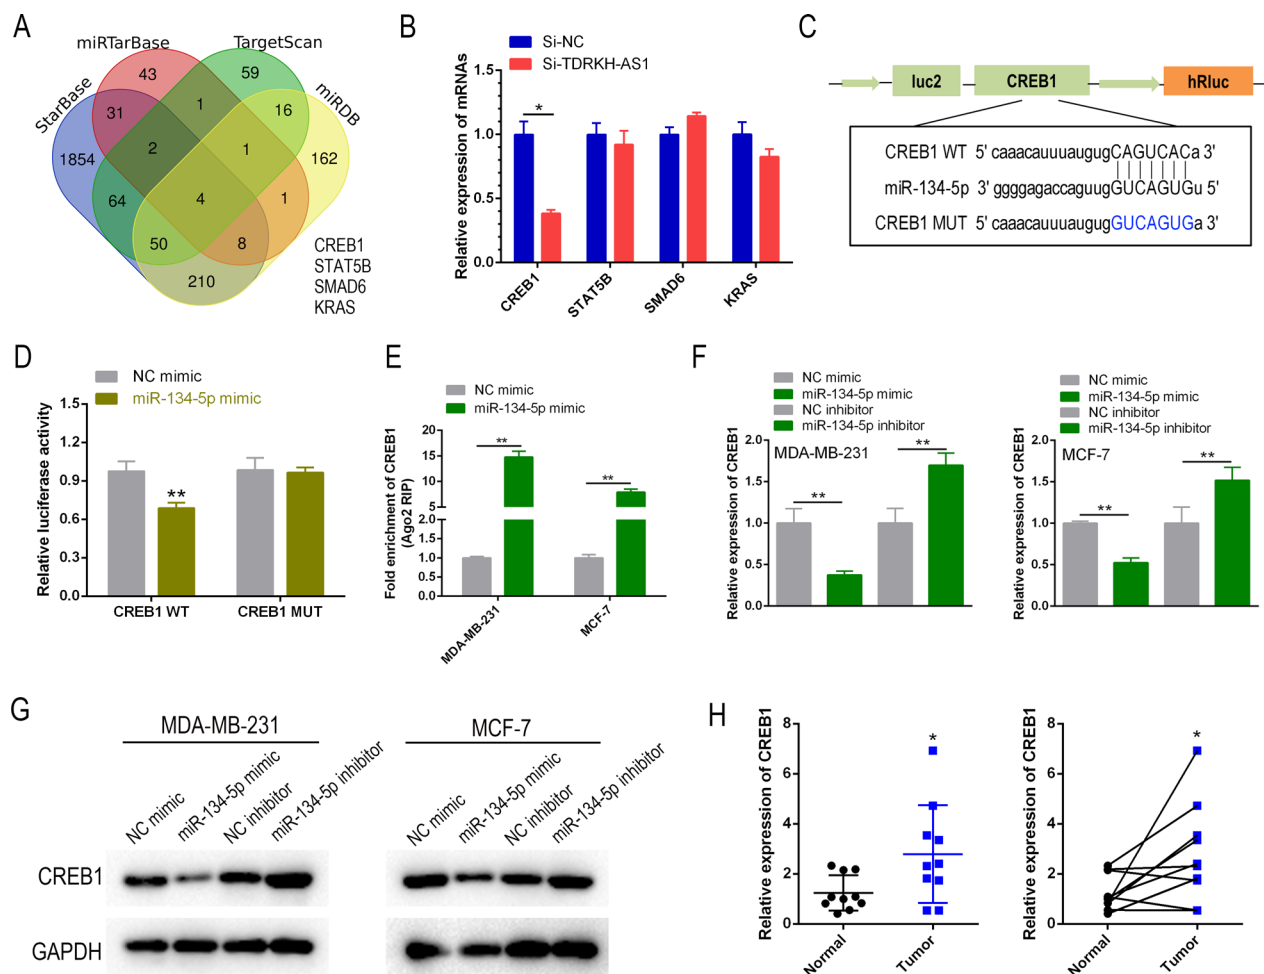 A
miRTarBase
TargetScan
StarBase
miRDB
43
59
31
1
16
1854
2
1
162
64
4
1
50
8
210
CREB1
STAT5B
SMAD6
KRAS
B
Si-NC
Si-TDRKH-AS1
Relative expression of mRNAs
1.5
1.0
0.5
0.0
*
CREB1
STAT5B
SMAD6
KRAS
C
luc2
CREB1
hRluc
CREB1 WT 5' caaacauuuaugugCAGUCACa 3'
miR-134-5p 3' ggggagaccaguugGUCAGUGu 5'
CREB1 MUT 5' caaacauuuaugugGUCAGUGa 3'
D
NC mimic
miR-134-5p mimic
Relative luciferase activity
1.5
1.2
0.9
0.6
0.3
0.0
**
CREB1 WT
CREB1 MUT
E
NC mimic
miR-134-5p mimic
Fold enrichment of CREB1
(Ago2 RIP)
20
15
10
5
2.0
1.5
1.0
0.5
0.0
**
**
MDA-MB-231
MCF-7
F
NC mimic
miR-134-5p mimic
NC inhibitor
miR-134-5p inhibitor
MDA-MB-231
Relative expression of CREB1
2.0
1.5
1.0
0.5
0.0
**
**
NC mimic
miR-134-5p mimic
NC inhibitor
miR-134-5p inhibitor
MCF-7
Relative expression of CREB1
2.0
1.5
1.0
0.5
0.0
**
**
G
MDA-MB-231
MCF-7
NC mimic
miR-134-5p mimic
NC inhibitor
miR-134-5p inhibitor
NC mimic
miR-134-5p mimic
NC inhibitor
miR-134-5p inhibitor
CREB1
GAPDH
H
Relative expression of CREB1
8
6
4
2
0
*
Normal
Tumor
Relative expression of CREB1
8
6
4
2
0
*
Normal
Tumor